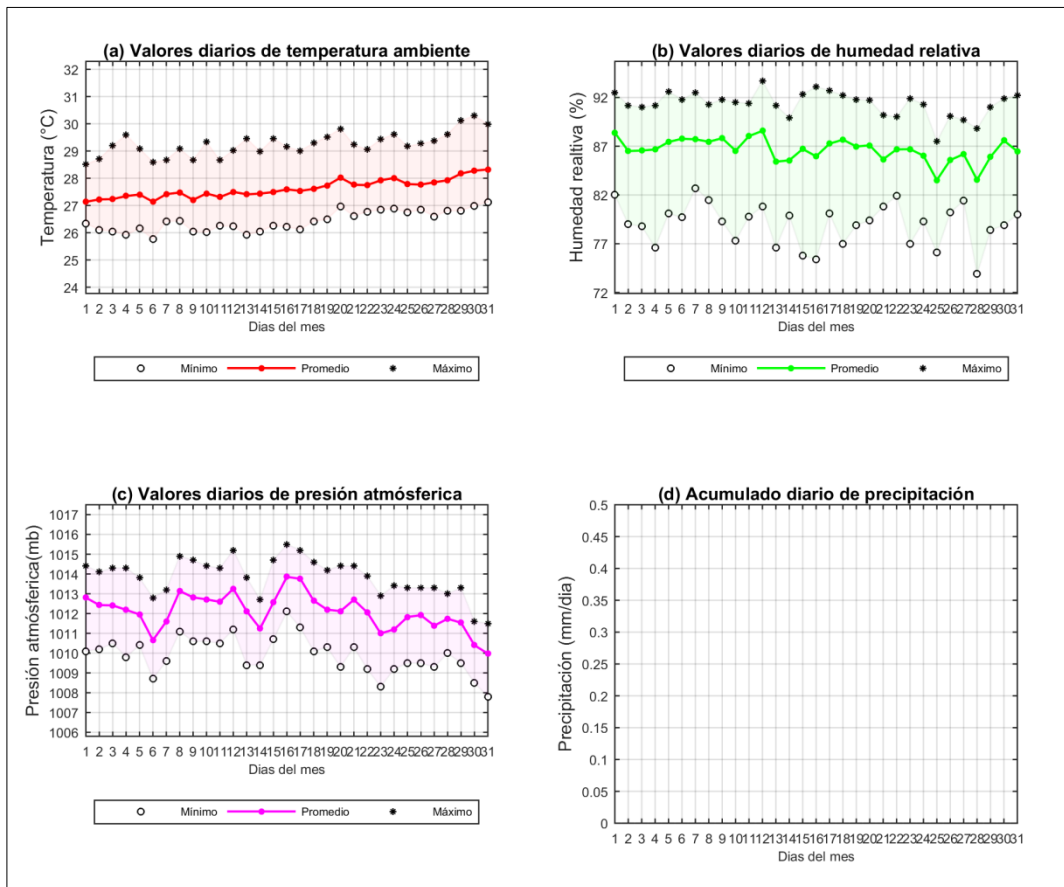 (a) Valores diarios de temperatura ambiente
32
31
30
29
28
27
26
25
24
Temperatura (°C)
1 2 3 4 5 6 7 8 9 10 11 12 13 14 15 16 17 18 19 20 21 22 23 24 25 26 27 28 29 30 31
Dias del mes
Mínimo Promedio Máximo
(b) Valores diarios de humedad relativa
92
87
82
77
72
Humedad realtiva (%)
1 2 3 4 5 6 7 8 9 10 11 12 13 14 15 16 17 18 19 20 21 22 23 24 25 26 27 28 29 30 31
Dias del mes
Mínimo Promedio Máximo
(c) Valores diarios de presión atmósferica
1017
1016
1015
1014
1013
1012
1011
1010
1009
1008
1007
1006
Presión atmósferica(mb)
1 2 3 4 5 6 7 8 9 10 11 12 13 14 15 16 17 18 19 20 21 22 23 24 25 26 27 28 29 30 31
Dias del mes
Mínimo Promedio Máximo
(d) Acumulado diario de precipitación
0.5
0.45
0.4
0.35
0.3
0.25
0.2
0.15
0.1
0.05
0
Precipitación (mm/dia)
1 2 3 4 5 6 7 8 9 10 11 12 13 14 15 16 17 18 19 20 21 22 23 24 25 26 27 28 29 30 31
Dias del mes